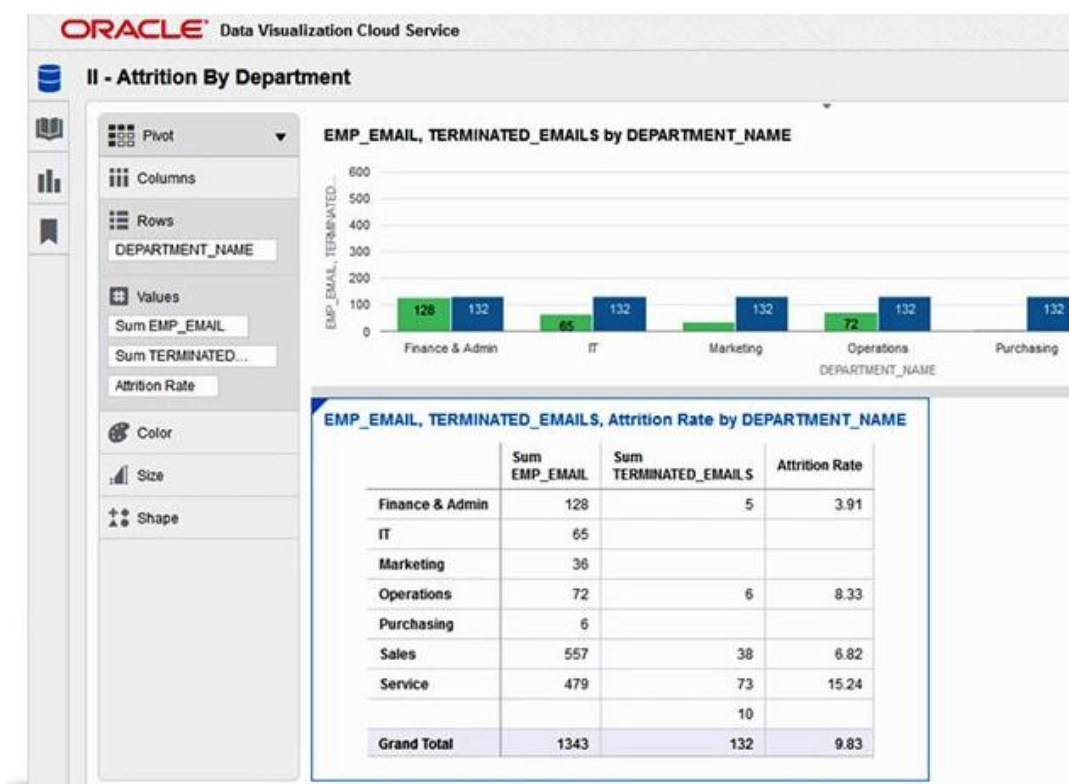 ORACLE® Data Visualization Cloud Service
II - Attrition By Department
Pivot
Columns
Rows
DEPARTMENT_NAME
Values
Sum EMP_EMAIL
Sum TERMINATED...
Attrition Rate
Color
Size
Shape
EMP_EMAIL, TERMINATED_EMAILS by DEPARTMENT_NAME
EMP_EMAIL, TERMINATED...
600
500
400
300
200
100
0
128 132 65 132 132 72 132 132
Finance & Admin IT Marketing Operations Purchasing
DEPARTMENT_NAME
EMP_EMAIL, TERMINATED_EMAILS, Attrition Rate by DEPARTMENT_NAME
Sum EMP_EMAIL Sum TERMINATED_EMAILS Attrition Rate
Finance & Admin 128 5 3.91
IT 65
Marketing 36
Operations 72 6 8.33
Purchasing 6
Sales 557 38 6.82
Service 479 73 15.24
10
Grand Total 1343 132 9.83